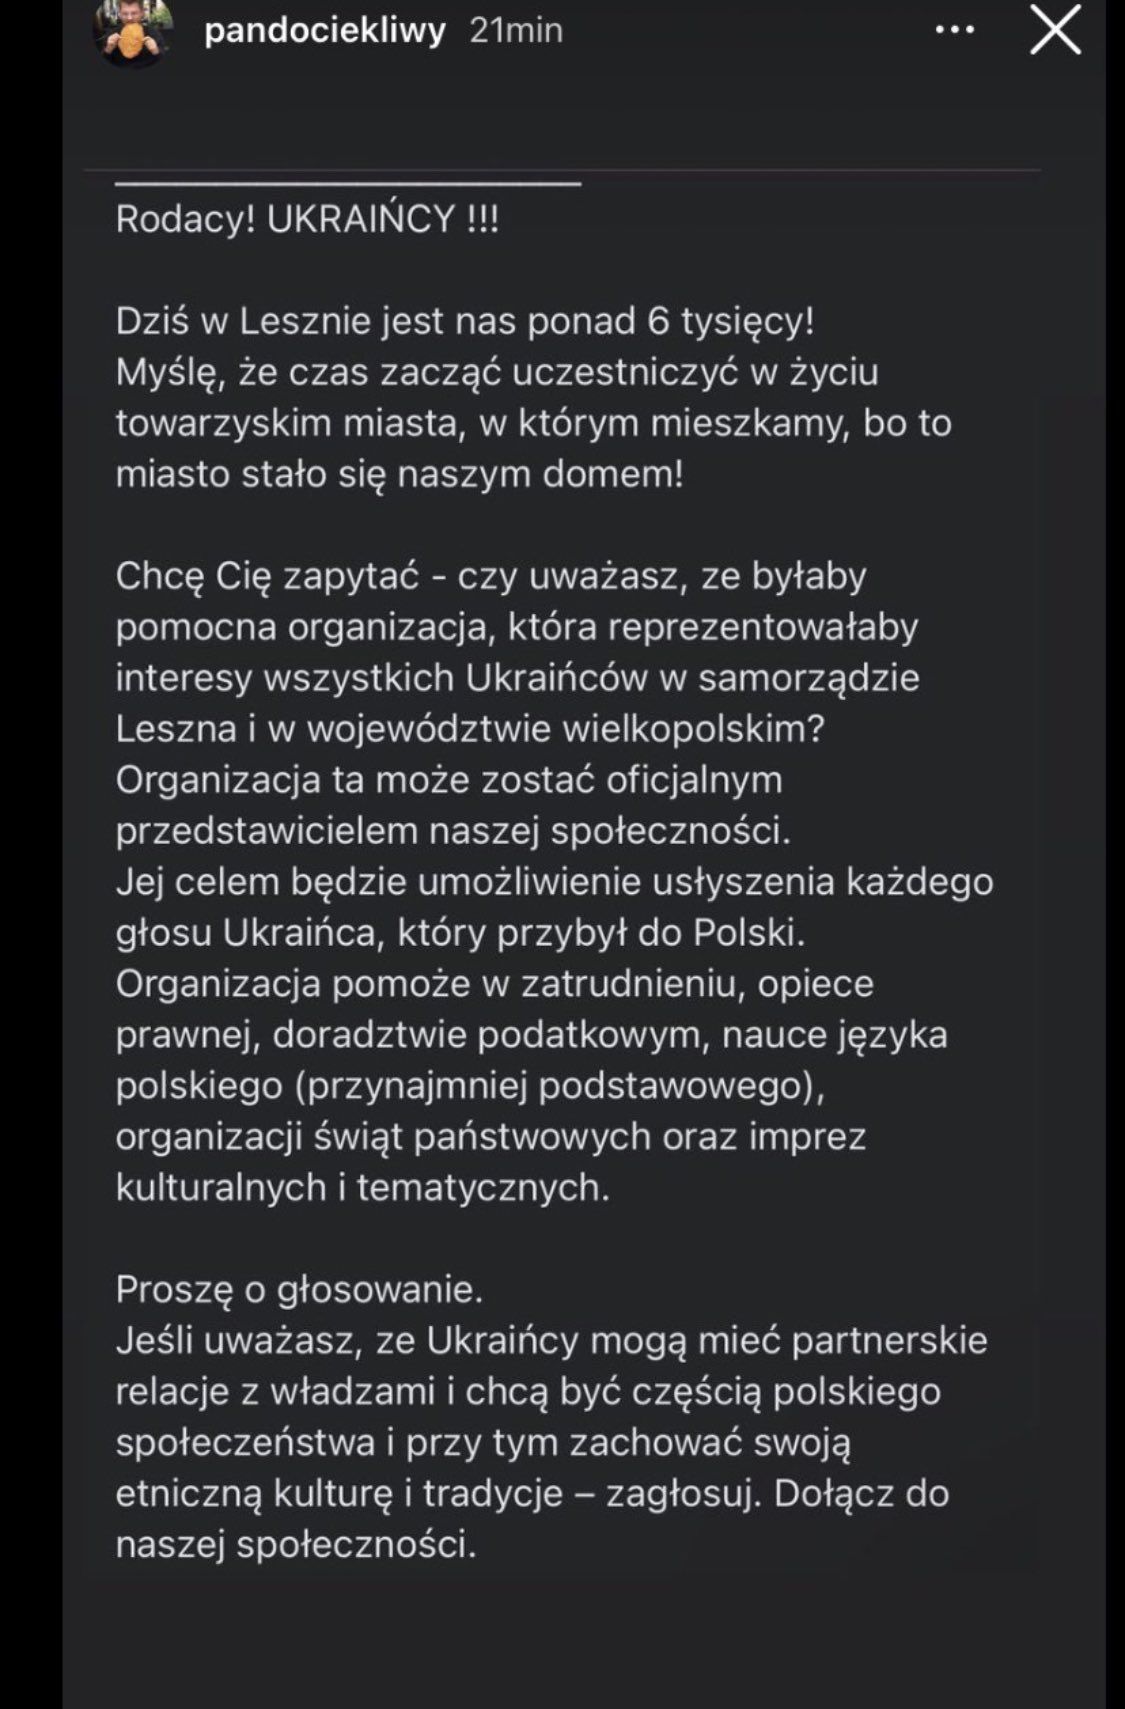 pandociekliwy 21min
Rodacy! UKRAIŃCY !!!
Dziś w Lesznie jest nas ponad 6 tysięcy!
Myślę, że czas zacząć uczestniczyć w życiu
towarzyskim miasta, w którym mieszkamy, bo to
miasto stało się naszym domem!
Chcę Cię zapytać - czy uważasz, ze byłaby
pomocna organizacja, która reprezentowałaby
interesy wszystkich Ukraińców w samorządzie
Leszna i w województwie wielkopolskim?
Organizacja ta może zostać oficjalnym
przedstawicielem naszej społeczności.
Jej celem będzie umożliwienie usłyszenia każdego
głosu Ukraińca, który przybył do Polski.
Organizacja pomoże w zatrudnieniu, opiece
prawnej, doradztwie podatkowym, nauce języka
polskiego (przynajmniej podstawowego),
organizacji świąt państwowych oraz imprez
kulturalnych i tematycznych.
Proszę o głosowanie.
Jeśli uważasz, ze Ukraińcy mogą mieć partnerskie
relacje z władzami i chcą być częścią polskiego
społeczeństwa i przy tym zachować swoją
etniczną kulturę i tradycje – zagłosuj. Dołącz do
naszej społeczności.